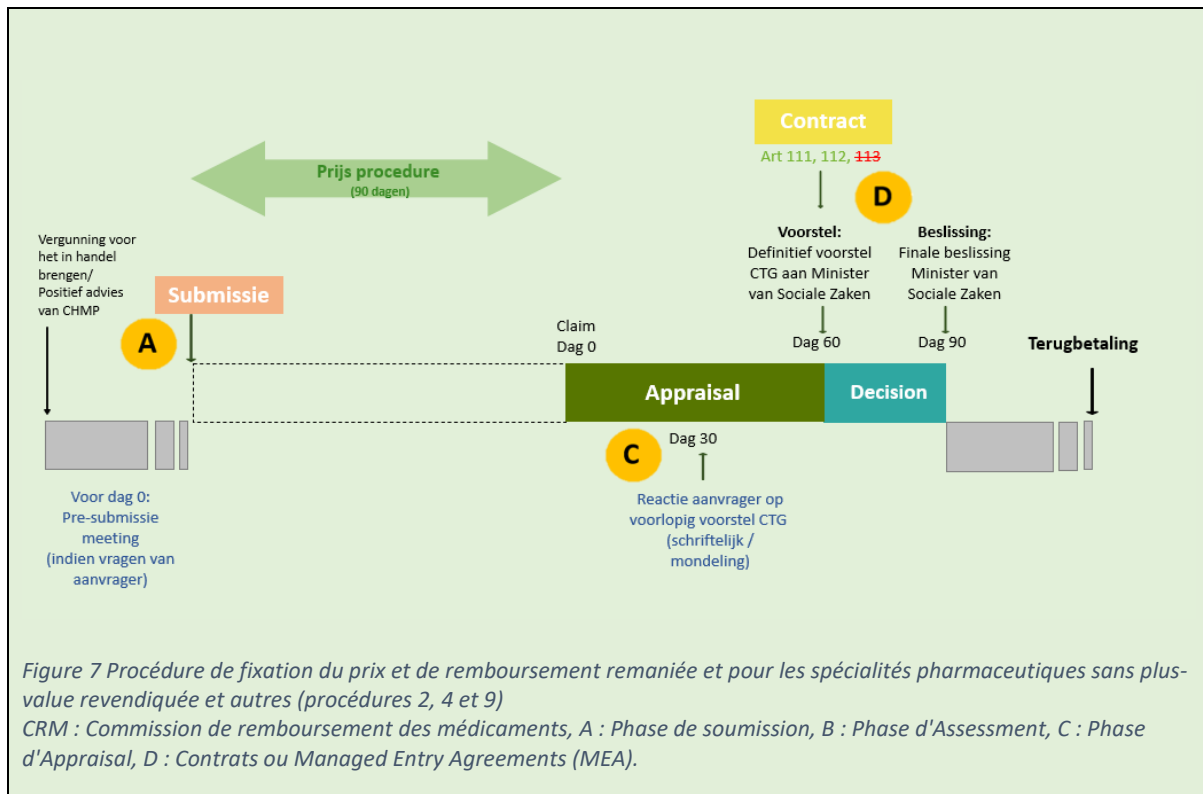 Contract
Art 111, 112, 113
Prijs procedure
(90 dagen)
D
Vergunning voor
het in handel
brengen/
Positief advies
van CHMP
Voorstel:
Definitief voorstel
CTG aan Minister
van Sociale Zaken
Beslissing:
Finale beslissing
Minister van
Sociale Zaken
Submissie
A
Claim
Dag 0
Dag 60
Dag 90
Terugbetaling
Appraisal
Decision
C
Dag 30
Voor dag 0:
Pre-submissie
meeting
(indien vragen van
aanvrager)
Reactie aanvrager op
voorlopig voorstel CTG
(schriftelijk /
mondeling)
Figure 7 Procédure de fixation du prix et de remboursement remaniée et pour les spécialités pharmaceutiques sans plus-
value revendiquée et autres (procédures 2, 4 et 9)
CRM : Commission de remboursement des médicaments, A : Phase de soumission, B : Phase d'Assessment, C : Phase
d'Appraisal, D : Contrats ou Managed Entry Agreements (MEA).